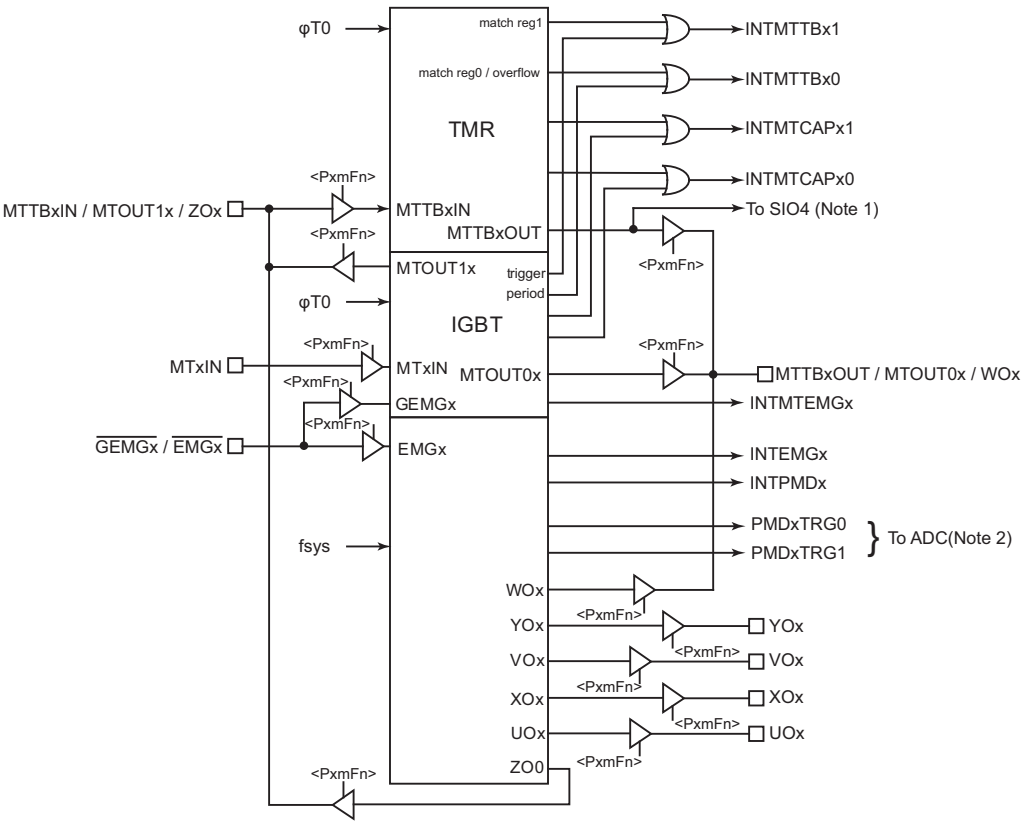 φT0
match reg1
INTMTTBx1
match reg0 / overflow
INTMTTBx0
TMR
INTMTCAPx1
<PxmFn>
INTMTCAPx0
MTTBxIN / MTOUT1x / ZOx
MTTBxIN
To SIO4 (Note 1)
<PxmFn>
MTTBxOUT
<PxmFn>
MTOUT1x
trigger
φT0
period
IGBT
<PxmFn>
<PxmFn>
MTxIN
MTxIN
MTOUT0x
MTTBxOUT / MTOUT0x / WOx
<PxmFn>
GEMGx
INTMTEMGx
<PxmFn>
GEMGx / EMGx
EMGx
INTEMGx
INTPMDx
PMDxTRG0
} To ADC(Note 2)
fsys
PMDxTRG1
WOx
<PxmFn>
YOx
YOx
<PxmFn>
VOx
VOx
<PxmFn>
XOx
XOx
<PxmFn>
UOx
UOx
<PxmFn>
ZO0
<PxmFn>